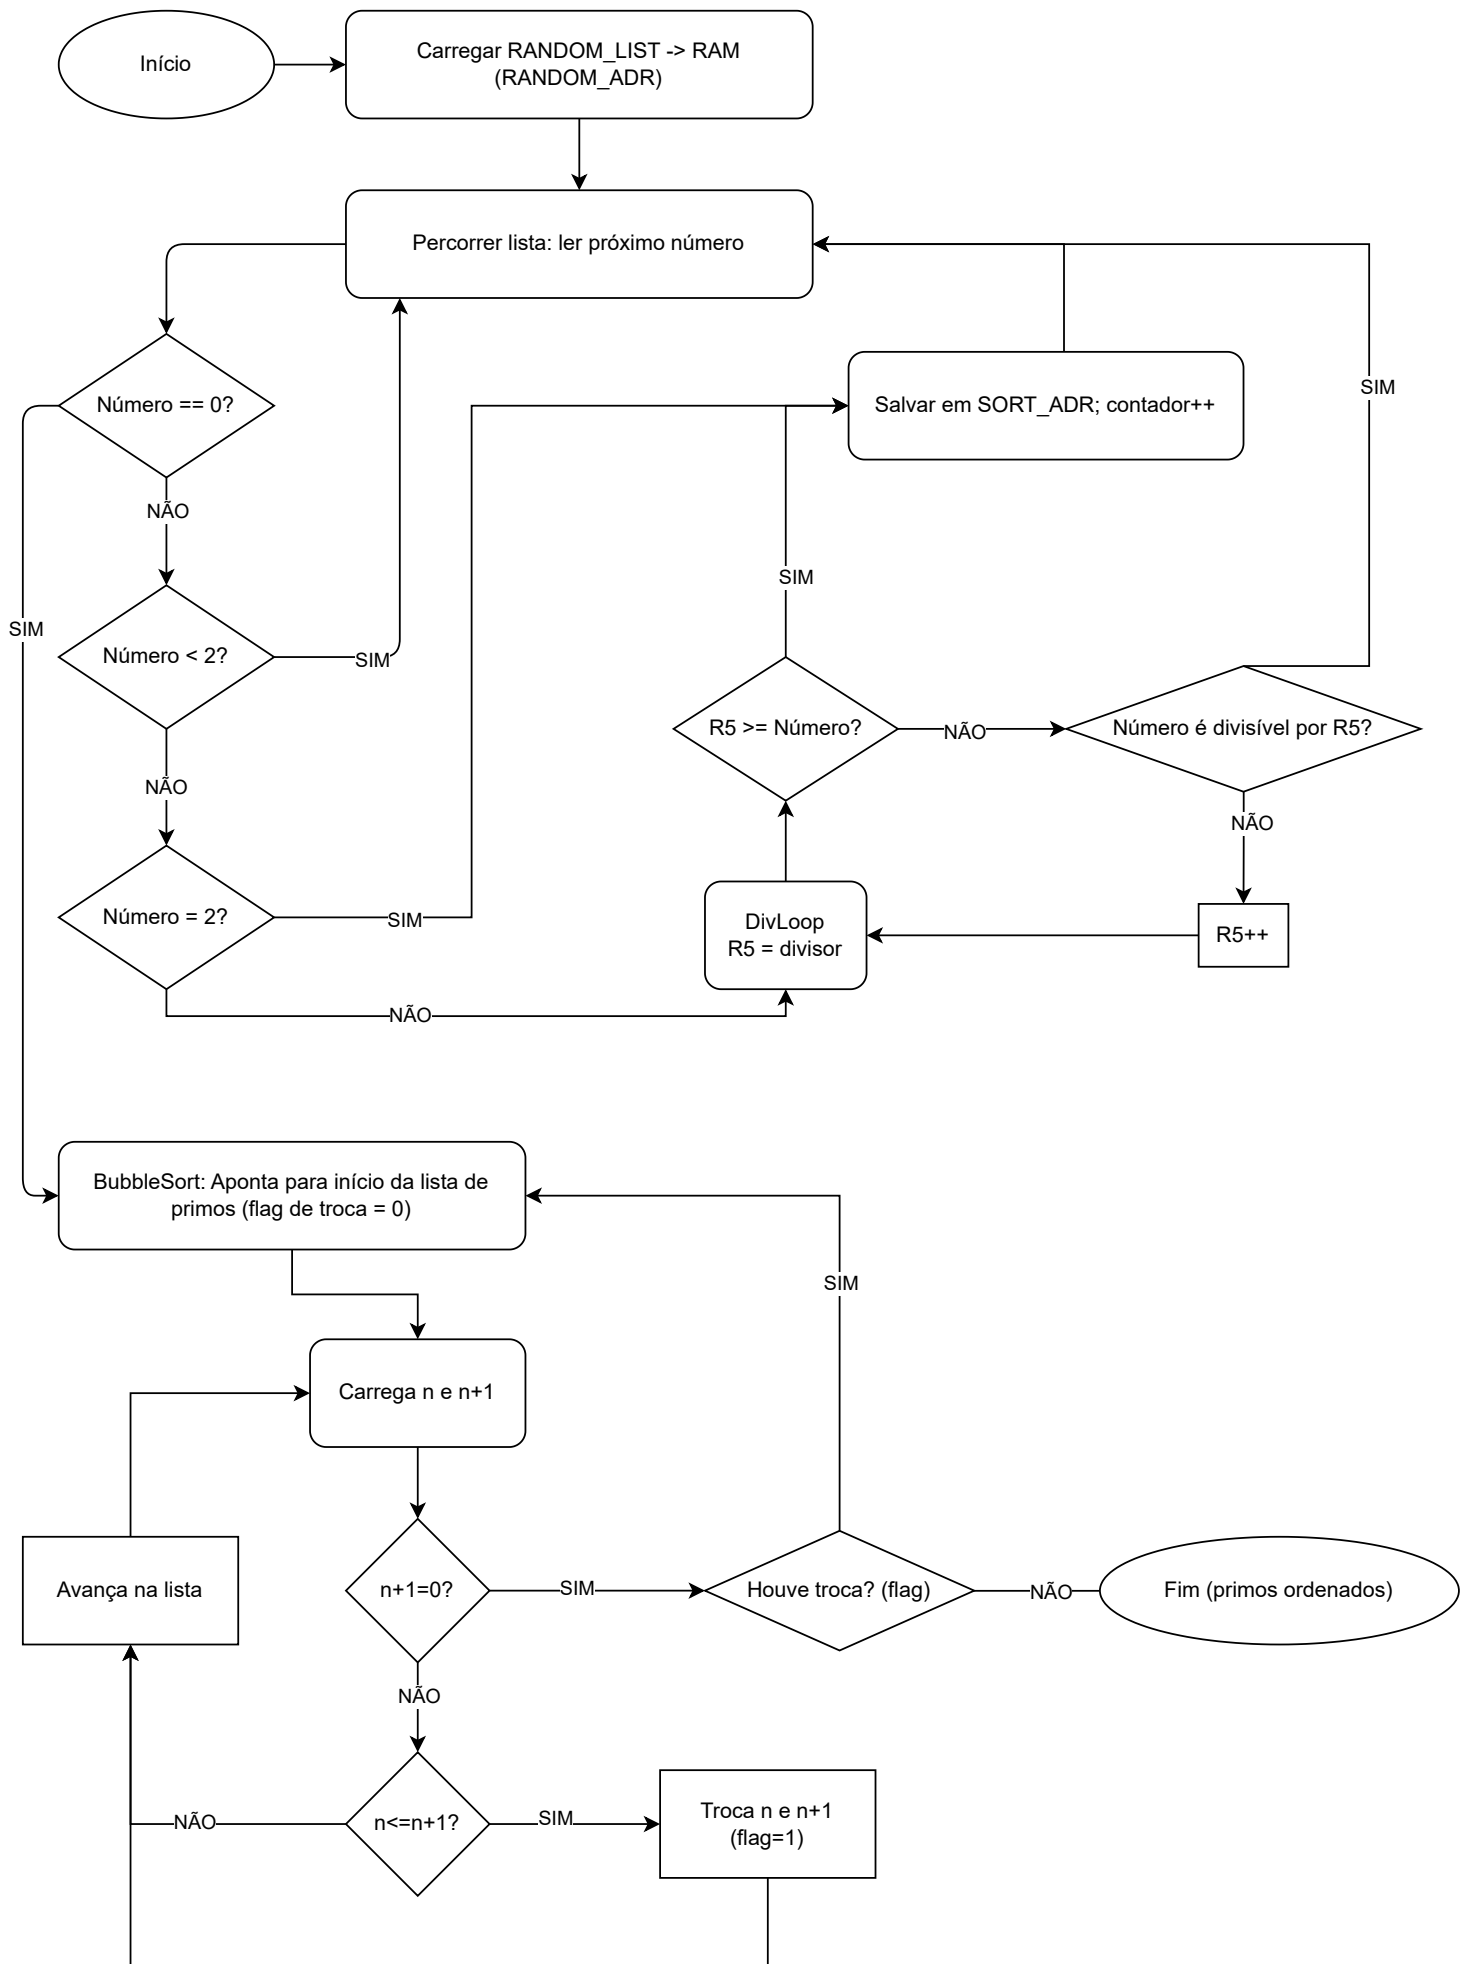 Início
Carregar RANDOM_LIST -> RAM
(RANDOM_ADR)
Percorrer lista: ler próximo número
Número == 0?
SIM
Salvar em SORT_ADR; contador++
NÃO
SIM
SIM
Número < 2?
SIM
R5 >= Número?
NÃO
Número é divisível por R5?
NÃO
NÃO
Número = 2?
SIM
DivLoop
R5 = divisor
R5++
NÃO
BubbleSort: Aponta para início da lista de
primos (flag de troca = 0)
SIM
Carrega n e n+1
Avança na lista
n+1=0?
SIM
Houve troca? (flag)
NÃO
Fim (primos ordenados)
NÃO
NÃO
n<=n+1?
SIM
Troca n e n+1
(flag=1)